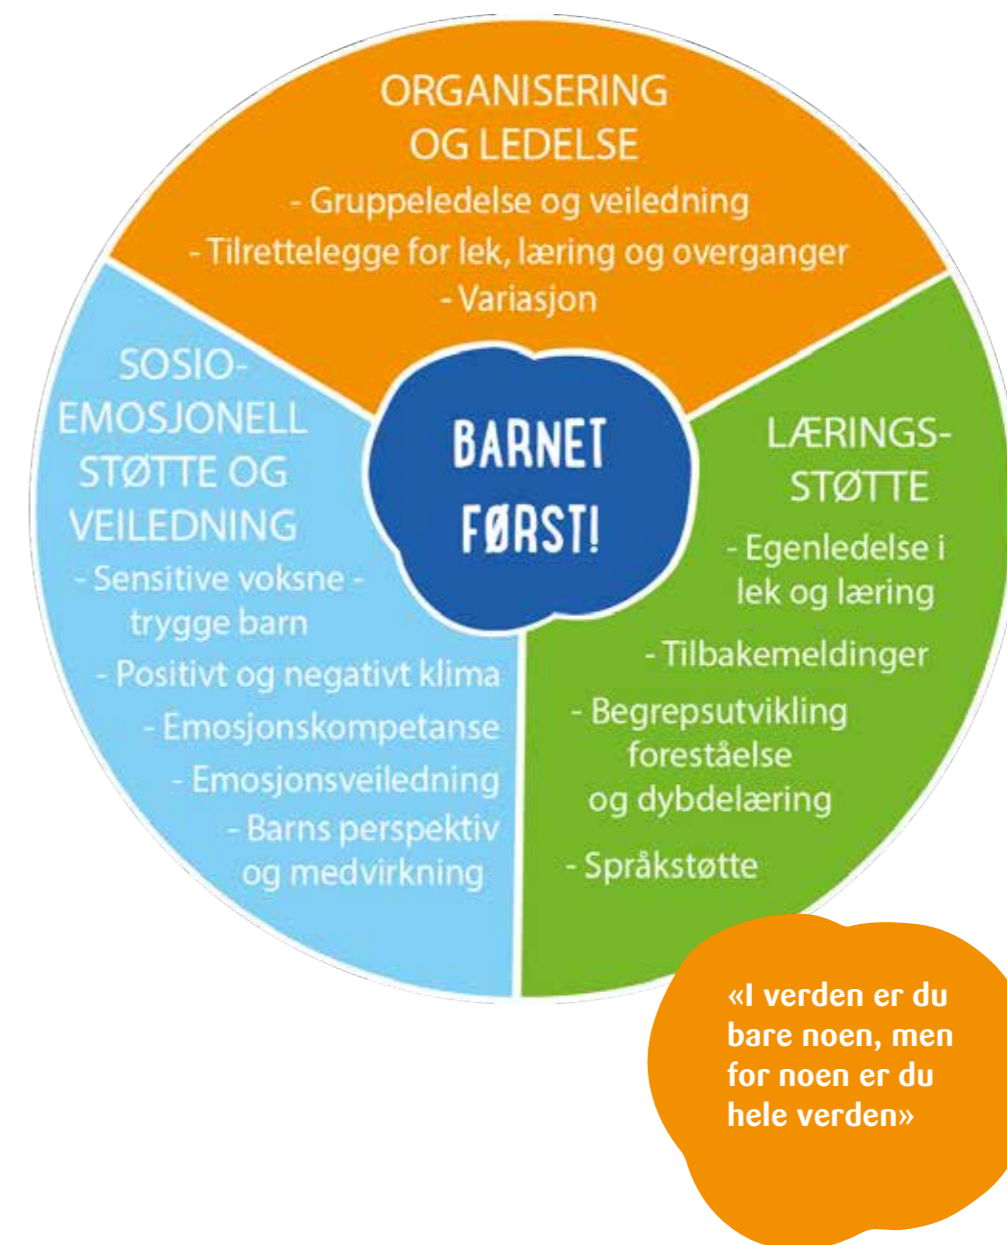 ORGANISERING
OG LEDELSE
- Gruppeledelse og veiledning
- Tilrettelegge for lek, læring og overganger
- Variasjon
SOSIO-
EMOSJONELL
STØTTE OG
VEILEDNING
- Sensitive voksne -
trygge barn
- Positivt og negativt klima
- Emosjonskompetanse
- Emosjonsveiledning
- Barns perspektiv
og medvirkning
BARNET
FØRST!
LÆRINGS-
STØTTE
- Egenledelse i
lek og læring
- Tilbakemeldinger
- Begrepsutvikling
foreståelse
og dybdelæring
- Språkstøtte
«I verden er du
bare noen, men
for noen er du
hele verden»